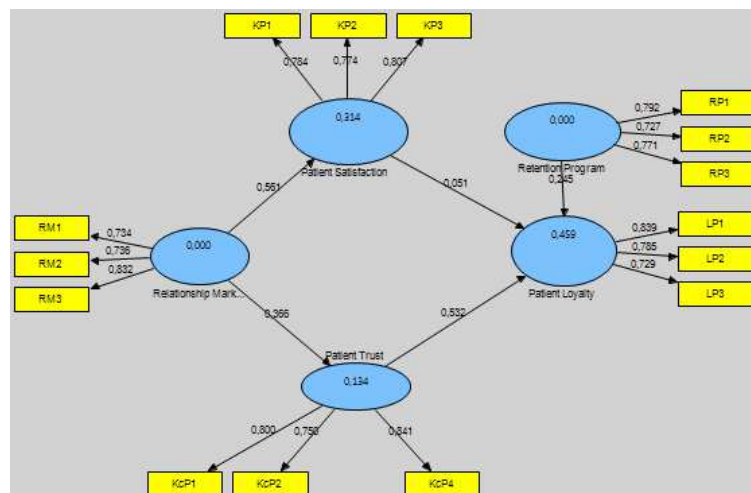 KP1
KP2
KP3
0,784
0,774
0,807
0,314
Patient Satisfaction
RP1
RP2
RP3
0,792
0,727
0,771
0,000
Retention Program
0,245
0,561
0,051
RM1
RM2
RM3
0,734
0,736
0,832
0,000
Relationship Mark...
0,459
Patient Loyalty
0,839
0,785
0,729
LP1
LP2
LP3
0,366
0,532
Patient Trust
0,134
0,800
0,750
0,841
KcP1
KcP2
KcP4